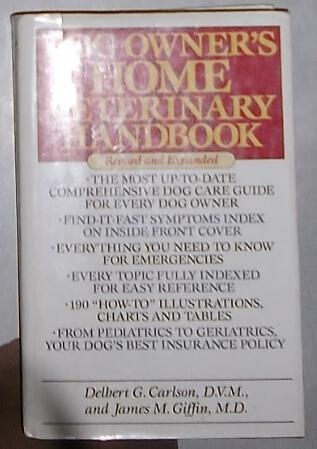 DOG OWNER'S
HOME
VETERINARY
HANDBOOK
Revised and Expanded
·THE MOST UP-TO-DATE
COMPREHENSIVE DOG CARE GUIDE
FOR EVERY DOG OWNER
·FIND-IT-FAST SYMPTOMS INDEX
ON INSIDE FRONT COVER
·EVERYTHING YOU NEED TO KNOW
FOR EMERGENCIES
·EVERY TOPIC FULLY INDEXED
FOR EASY REFERENCE
·190 "HOW-TO" ILLUSTRATIONS,
CHARTS AND TABLES
·FROM PEDIATRICS TO GERIATRICS,
YOUR DOG'S BEST INSURANCE POLICY
Delbert G. Carlson, D.V.M.,
and James M. Giffin, M.D.